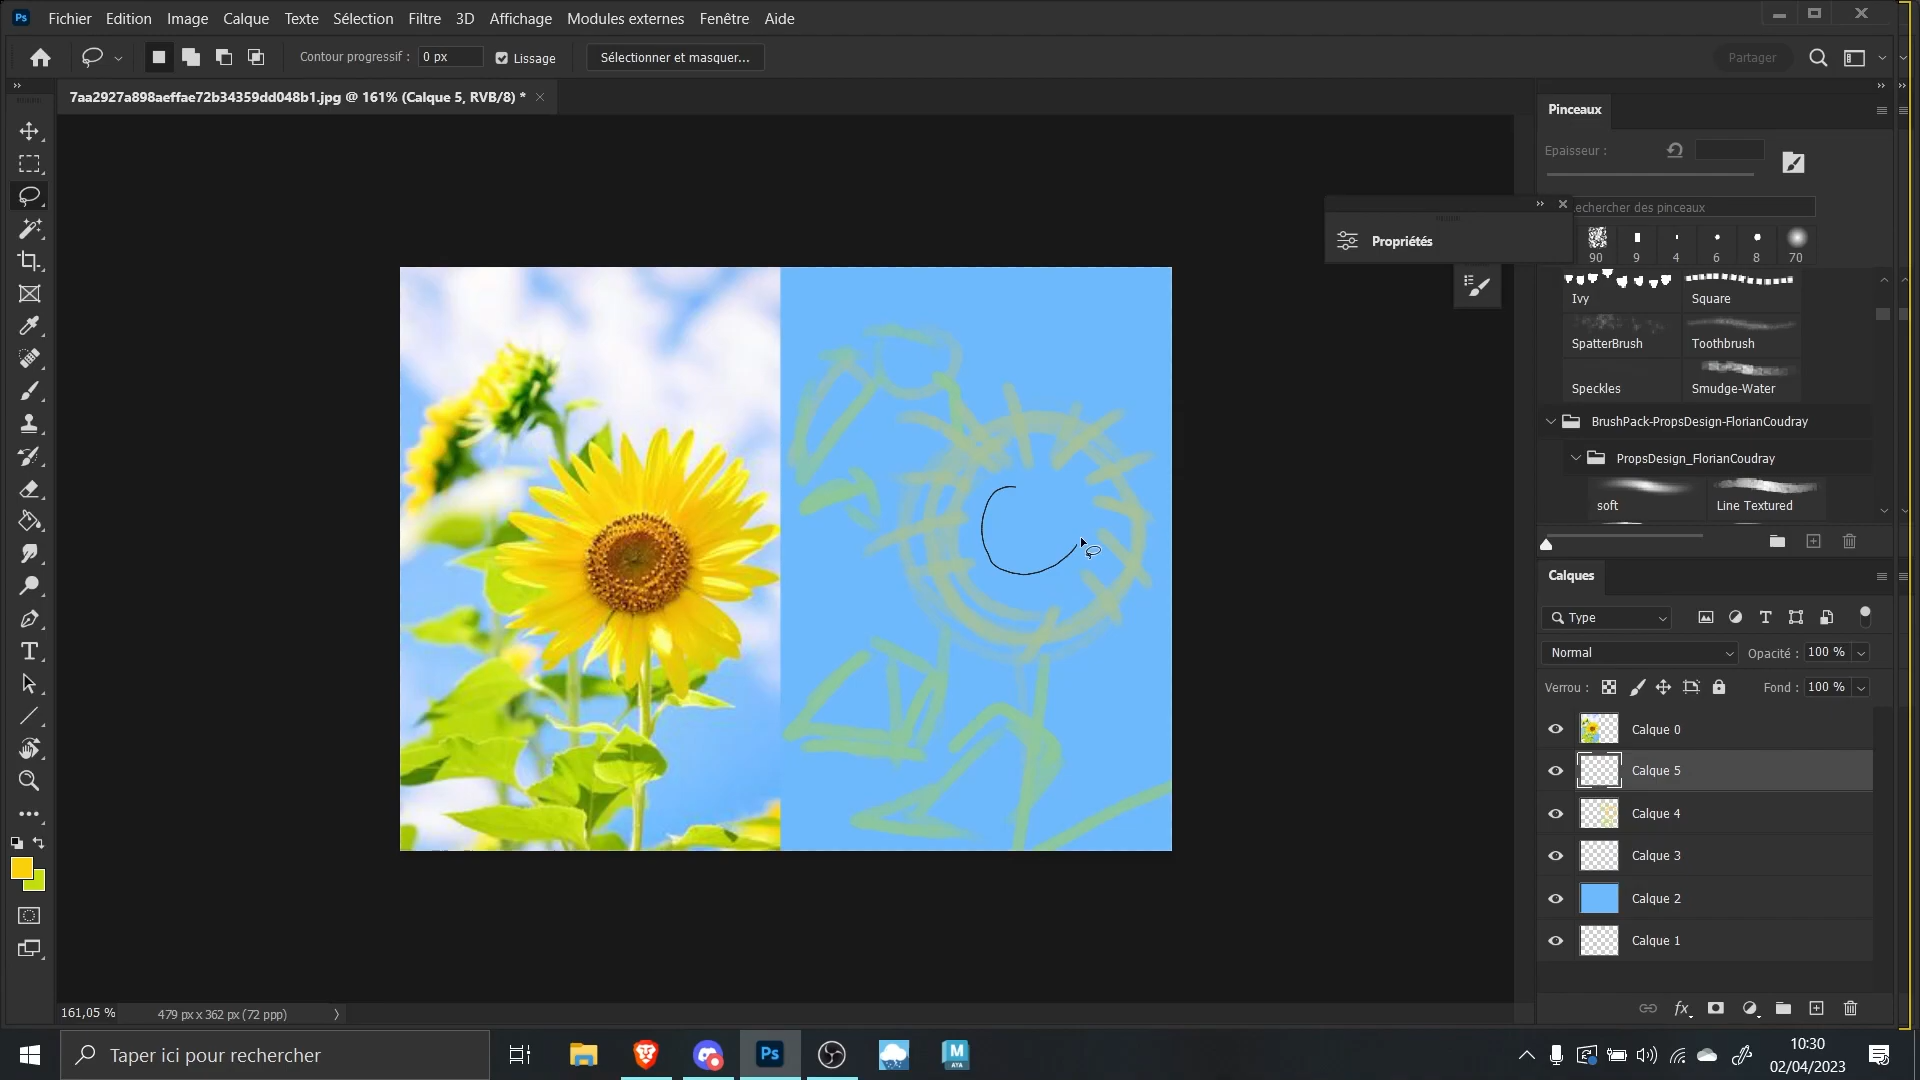 Ps Fichier Edition Image Calque Texte Sélection Filtre 3D Affichage Modules externes Fenêtre Aide
Contour progressif : 0 px Lissage Sélectionner et masquer... Partager
7aa2927a898aeffae72b34359dd048b1.jpg @ 161% (Calque 5, RVB/8) *
Pinceaux
Epaisseur :
echercher des pinceaux
Propriétés
90 9 4 6 8 70
Ivy Square
SpatterBrush Toothbrush
Speckles Smudge-Water
BrushPack-PropsDesign-FlorianCoudray
PropsDesign_FlorianCoudray
soft Line Textured
Calques
Type
Normal Opacité : 100 %
Verrou : Fond : 100 %
Calque 0
Calque 5
Calque 4
Calque 3
Calque 2
Calque 1
fx
161,05 % 479 px x 362 px (72 ppp)
Taper ici pour rechercher
Ps
M
AYA
10:30
02/04/2023